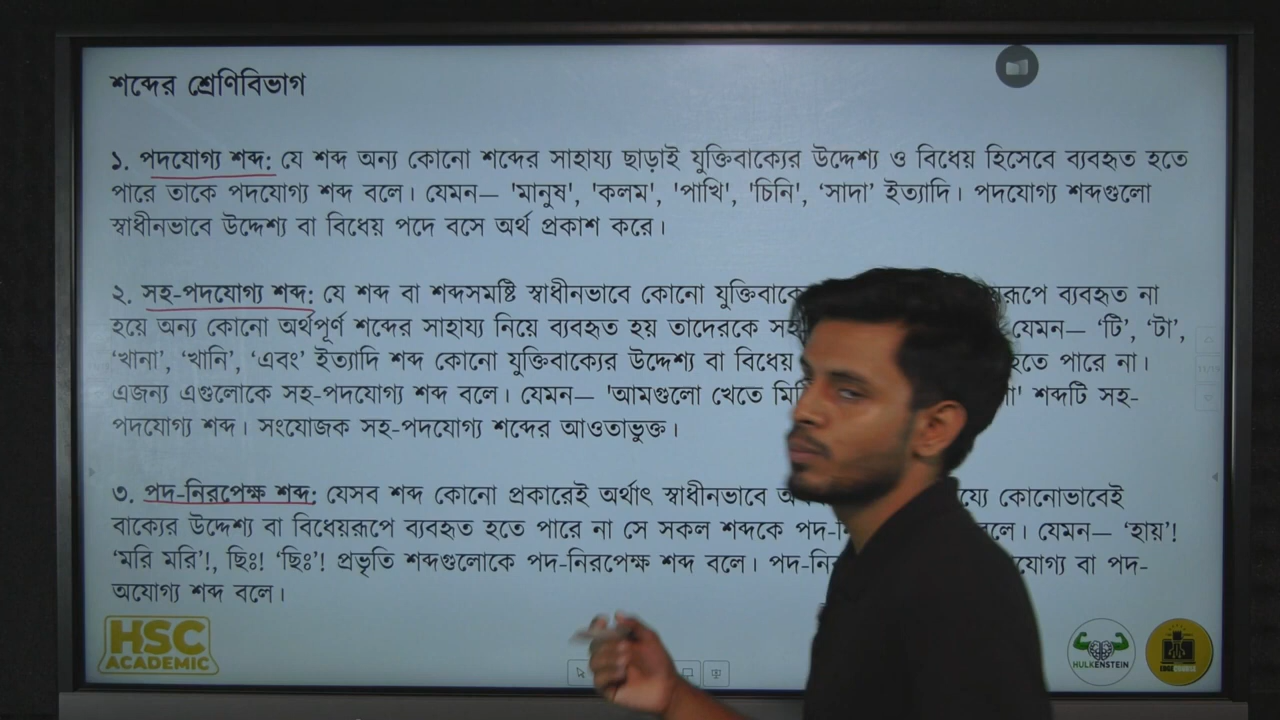 শব্দের শ্রেণিবিভাগ
১. পদযোগ্য শব্দ: যে শব্দ অন্য কোনো শব্দের সাহায্য ছাড়াই যুক্তিবাক্যের উদ্দেশ্য ও বিধেয় হিসেবে ব্যবহৃত হতে
পারে তাকে পদযোগ্য শব্দ বলে। যেমন— 'মানুষ', 'কলম', 'পাখি', 'চিনি', ‘সাদা’ ইত্যাদি। পদযোগ্য শব্দগুলো
স্বাধীনভাবে উদ্দেশ্য বা বিধেয় পদে বসে অর্থ প্রকাশ করে।
২. সহ-পদযোগ্য শব্দ: যে শব্দ বা শব্দসমষ্টি স্বাধীনভাবে কোনো ব্যবহৃত না
হয়ে অন্য কোনো অর্থপূর্ণ শব্দের সাহায্য নিয়ে ব্যবহৃত হয় তাদেরকে যেমন— ‘টি’, ‘টা’,
‘খানা’, ‘খানি’, ‘এবং’ ইত্যাদি শব্দ কোনো যুক্তিবাক্যের উদ্দেশ্য বা বিধেয় হতে পারে না।
এজন্য এগুলোকে সহ-পদযোগ্য শব্দ বলে। যেমন— 'আমগুলো খেতে শব্দটি সহ-
পদযোগ্য শব্দ। সংযোজক সহ-পদযোগ্য শব্দের আওতাভুক্ত।
৩. পদ-নিরপেক্ষ শব্দ: যেসব শব্দ কোনো প্রকারেই অর্থাৎ স্বাধীনভাবে কোনোভাবেই
বাক্যের উদ্দেশ্য বা বিধেয়রূপে ব্যবহৃত হতে পারে না সে সকল শব্দকে বলে। যেমন— ‘হায়’!
‘মরি মরি’!, ছিঃ! ‘ছিঃ’! প্রভৃতি শব্দগুলোকে পদ-নিরপেক্ষ শব্দ বলে। বা পদ-
অযোগ্য শব্দ বলে।
HSC
ACADEMIC
HULKENSTEIN